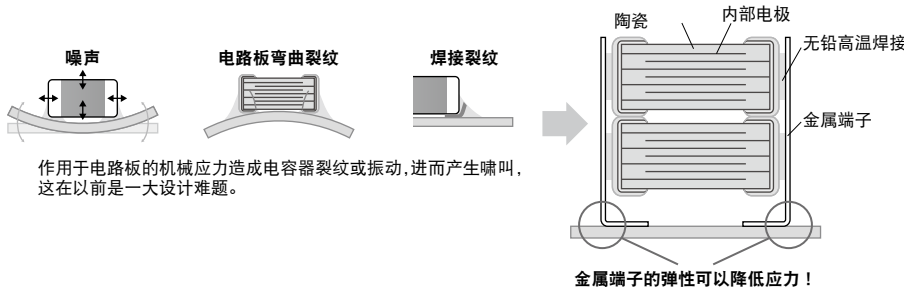 噪声
电路板弯曲裂纹
焊接裂纹
作用于电路板的机械应力造成电容器裂纹或振动,进而产生啸叫,
这在以前是一大设计难题。
陶瓷
内部电极
无铅高温焊接
金属端子
金属端子的弹性可以降低应力！